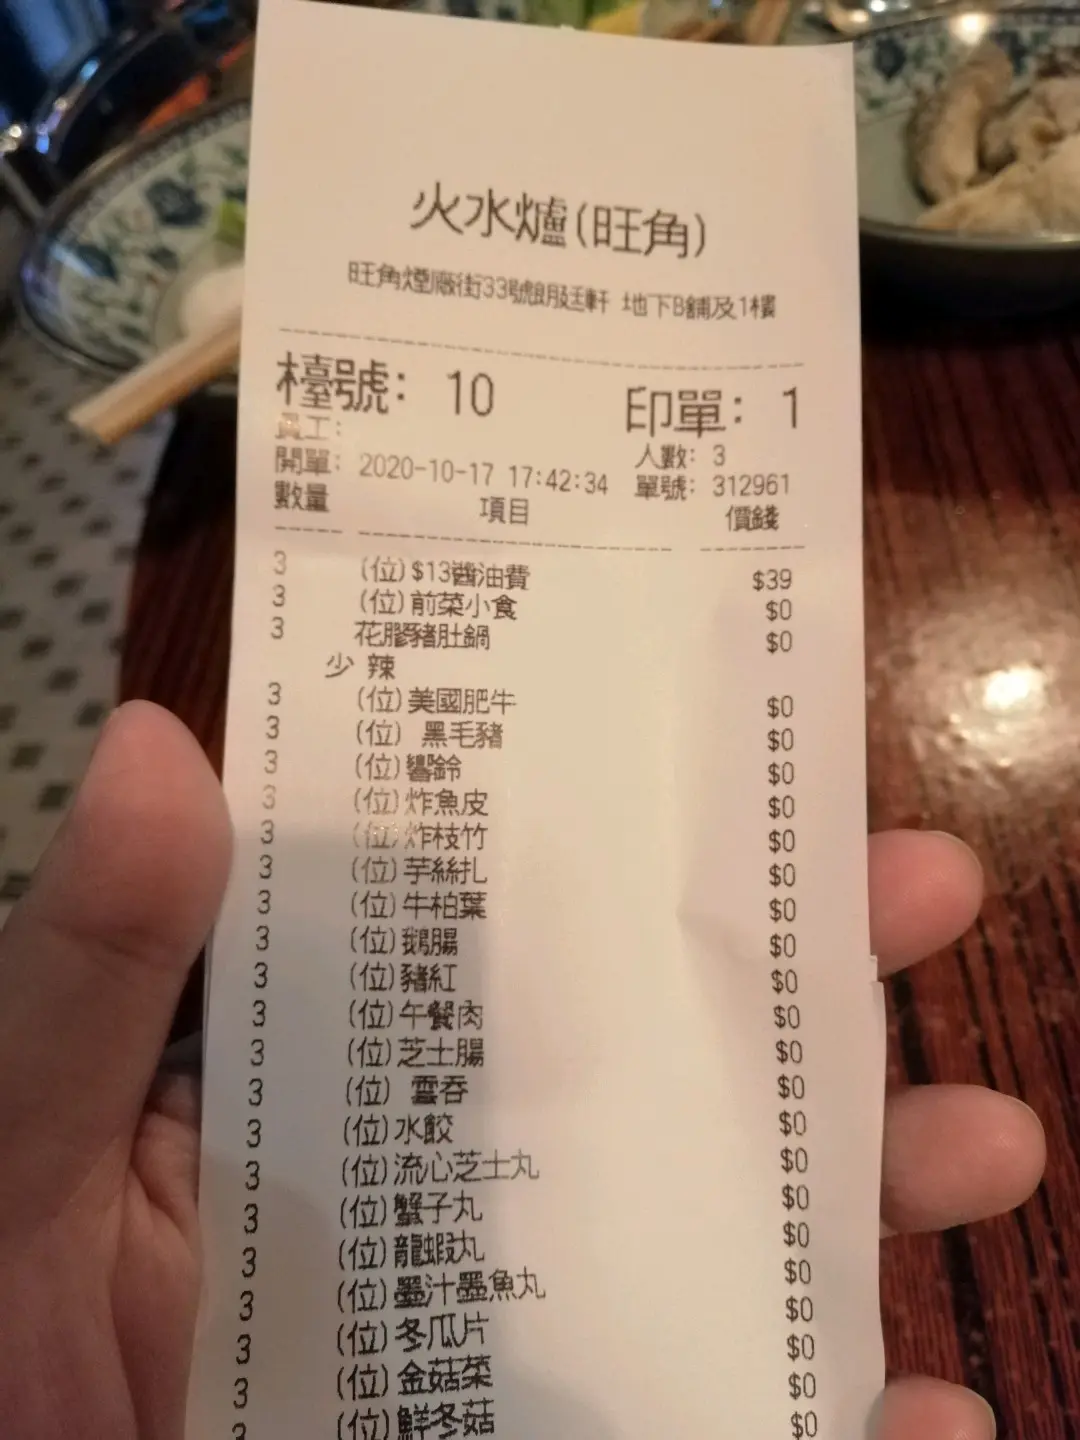 火水爐(旺角)
旺角煙廠街33號朗廷軒 地下B舖及1樓
檯號: 10 印單: 1
員工:
人數: 3
開單: 2020-10-17 17:42:34 單號: 312961
數量 項目 價錢
3 (位)$13醬油費 $39
3 (位)前菜小食 $0
3 花膠豬肚鍋 $0
少 辣
3 (位)美國肥牛 $0
3 (位) 黑毛豬 $0
3 (位)響鈴 $0
3 (位)炸魚皮 $0
3 (位)炸枝竹 $0
3 (位)芋絲扎 $0
3 (位)牛柏葉 $0
3 (位)鵝腸 $0
3 (位)豬紅 $0
3 (位)午餐肉 $0
3 (位)芝士腸 $0
3 (位) 雲吞 $0
3 (位)水餃 $0
3 (位)流心芝士丸 $0
3 (位)蟹子丸 $0
3 (位)龍蝦丸 $0
3 (位)墨汁墨魚丸 $0
3 (位)冬瓜片 $0
3 (位)金菇菜 $0
3 (位)鮮冬菇 $0